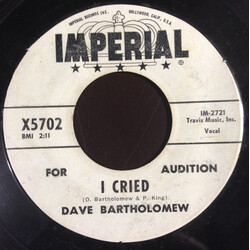 IMPERIAL RECORDS INC. HOLLYWOOD, CALIF. U.S.A.
IMPERIAL
X5702
BMI 2:11
IM-2721
Travis Music, Inc.
Vocal
FOR AUDITION
I CRIED
(D. Bartholomew & P. King)
DAVE BARTHOLOMEW